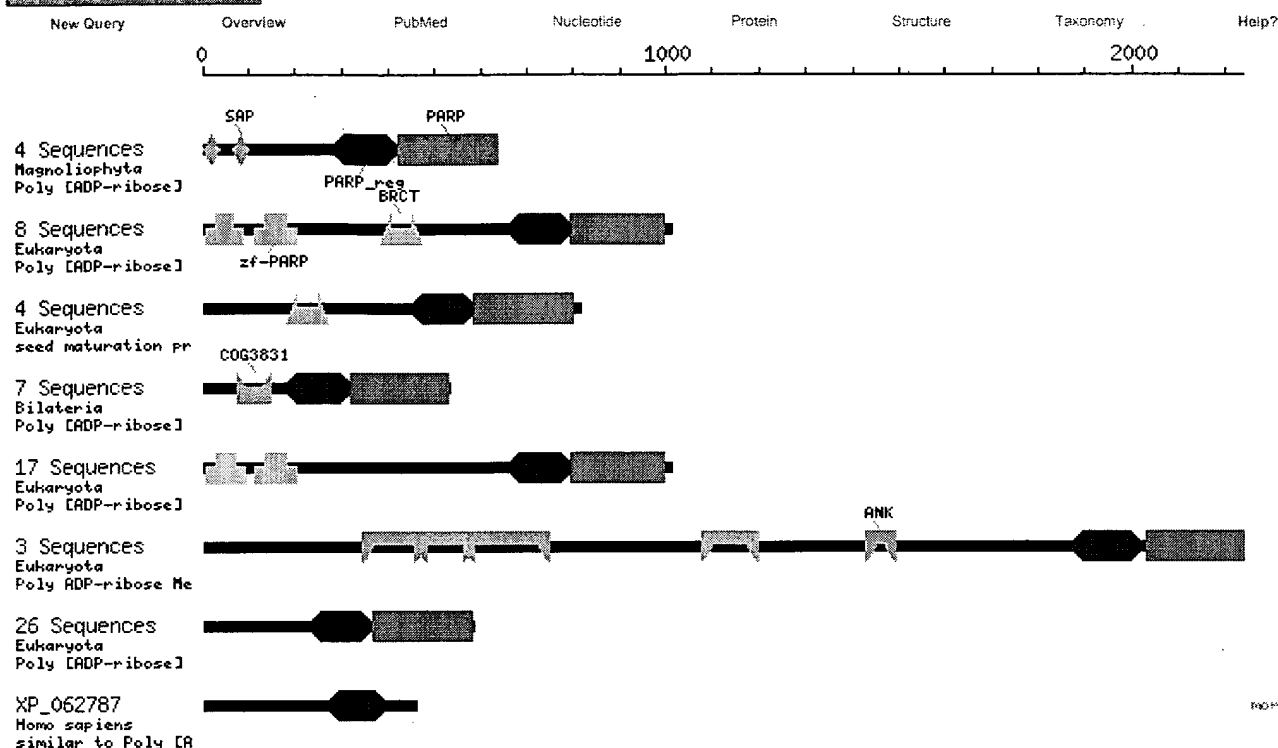 New Query Overview PubMed Nucleotide Protein Structure Taxonomy Help?
0 1000 2000
SAP PARP
4 Sequences
Magnoliophyta
Poly [ADP-ribose]
PARP_reg
BRCT
8 Sequences
Eukaryota
Poly [ADP-ribose]
zf-PARP
4 Sequences
Eukaryota
seed maturation pr
COG3831
7 Sequences
Bilateria
Poly [ADP-ribose]
17 Sequences
Eukaryota
Poly [ADP-ribose]
ANK
3 Sequences
Eukaryota
Poly ADP-ribose Me
26 Sequences
Eukaryota
Poly [ADP-ribose]
XP_062787
Homo sapiens
similar to Poly [A